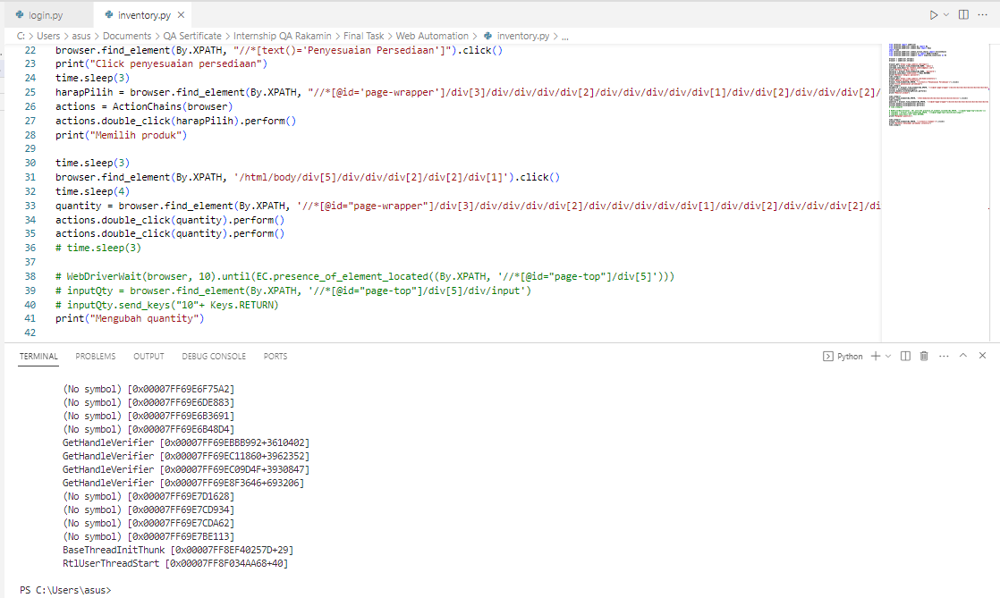 login.py
inventory.py
C: > Users > asus > Documents > QA Sertificate > Internship QA Rakamin > Final Task > Web Automation > inventory.py > ...
22 browser.find_element(By.XPATH, "//*[text()='Penyesuaian Persediaan']").click()
23 print("Click penyesuaian persediaan")
24 time.sleep(3)
25 harapPilih = browser.find_element(By.XPATH, "//*[@id='page-wrapper']/div[3]/div/div/div/div[2]/div/div/div/div/div[1]/div/div[2]/div/div/div[2]/
26 actions = ActionChains(browser)
27 actions.double_click(harapPilih).perform()
28 print("Memilih produk")
29
30 time.sleep(3)
31 browser.find_element(By.XPATH, '/html/body/div[5]/div/div/div[2]/div[2]/div[1]').click()
32 time.sleep(4)
33 quantity = browser.find_element(By.XPATH, '//*[@id="page-wrapper"]/div[3]/div/div/div/div[2]/div/div/div/div/div[1]/div/div[2]/div/div/div[2]/di
34 actions.double_click(quantity).perform()
35 actions.double_click(quantity).perform()
36 # time.sleep(3)
37
38 # WebDriverWait(browser, 10).until(EC.presence_of_element_located((By.XPATH, '//*[@id="page-top"]/div[5]')))
39 # inputQty = browser.find_element(By.XPATH, '//*[@id="page-top"]/div[5]/div/input')
40 # inputQty.send_keys("10"+ Keys.RETURN)
41 print("Mengubah quantity")
42
TERMINAL PROBLEMS OUTPUT DEBUG CONSOLE PORTS
Python
(No symbol) [0x00007FF69E6F75A2]
(No symbol) [0x00007FF69E6DE883]
(No symbol) [0x00007FF69E6B3691]
(No symbol) [0x00007FF69E6B48D4]
GetHandleVerifier [0x00007FF69EBBB992+3610402]
GetHandleVerifier [0x00007FF69EC11860+3962352]
GetHandleVerifier [0x00007FF69EC09D4F+3930847]
GetHandleVerifier [0x00007FF69E8F3646+693206]
(No symbol) [0x00007FF69E7D1628]
(No symbol) [0x00007FF69E7CD934]
(No symbol) [0x00007FF69E7CDA62]
(No symbol) [0x00007FF69E7BE113]
BaseThreadInitThunk [0x00007FF8EF40257D+29]
RtlUserThreadStart [0x00007FF8F034AA68+40]
PS C:\Users\asus>